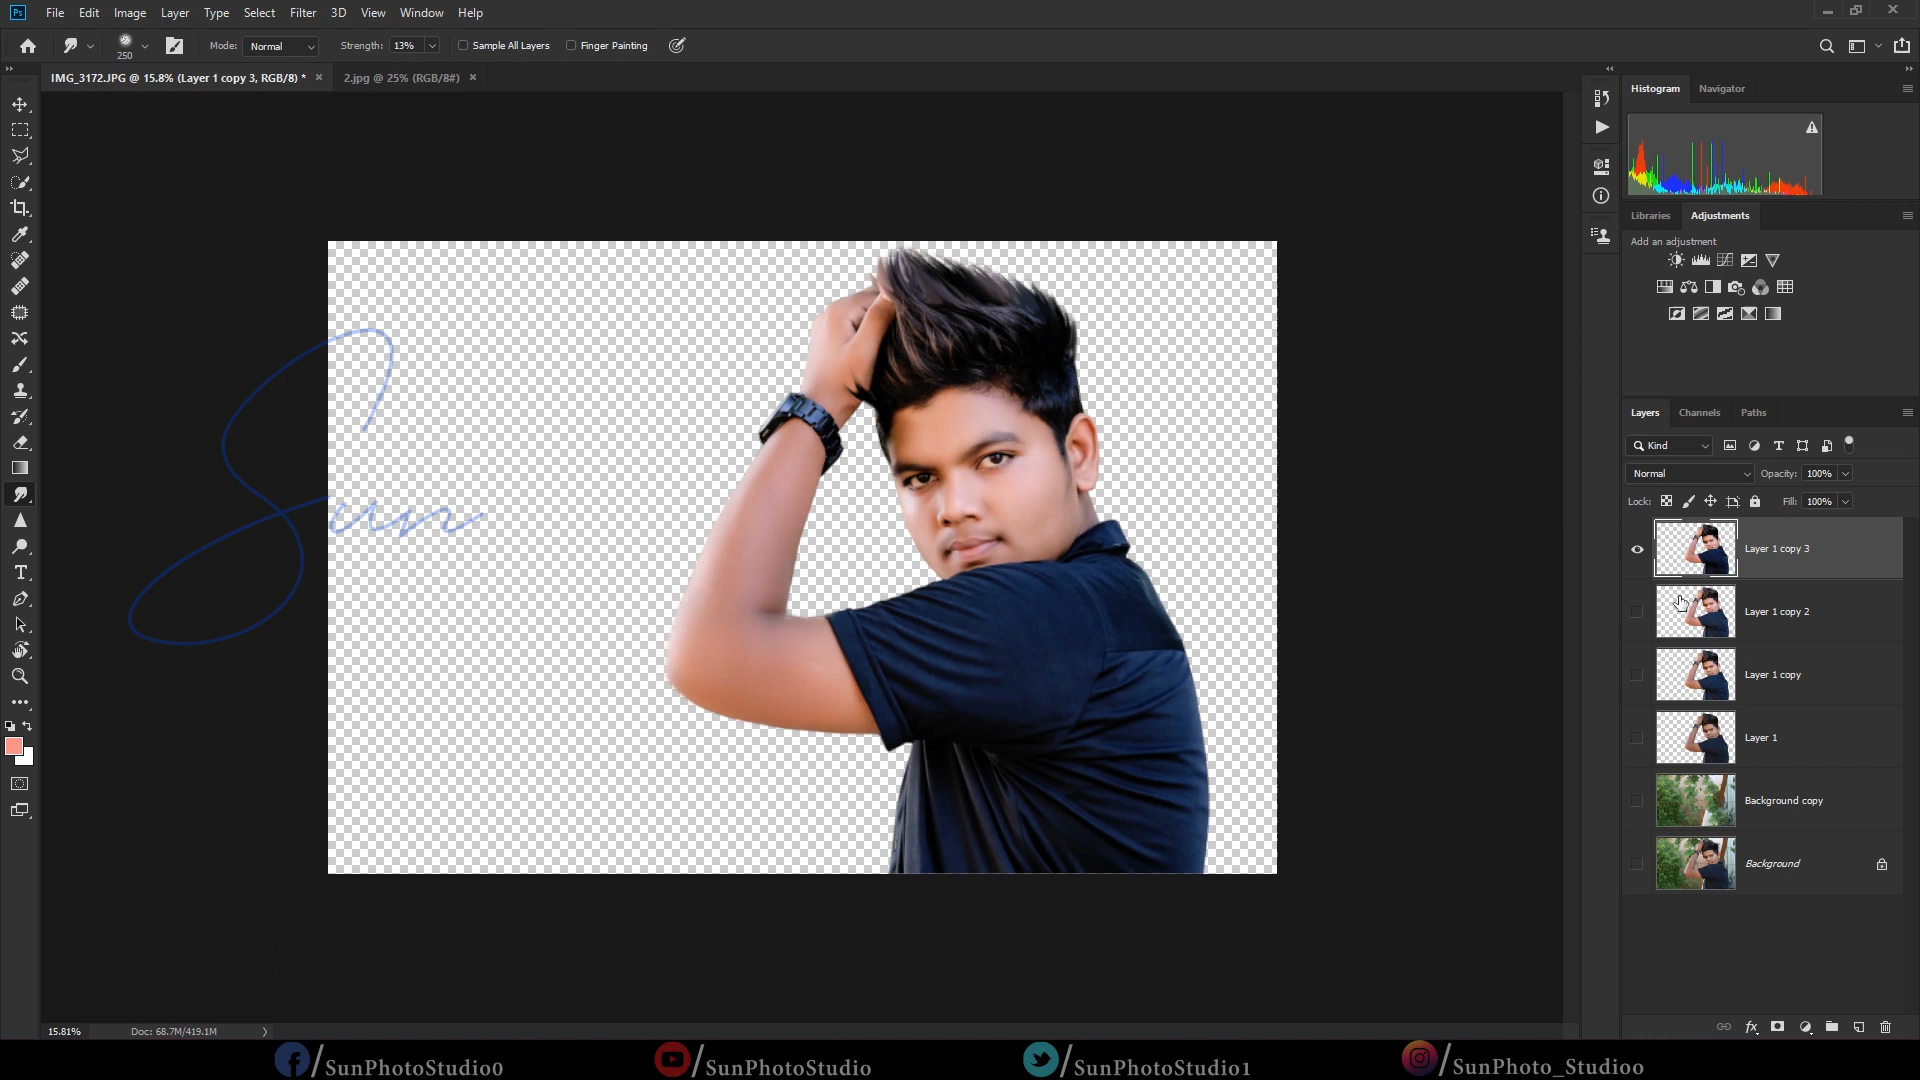 Ps File Edit Image Layer Type Select Filter 3D View Window Help
250 Mode: Normal Strength: 13% Sample All Layers Finger Painting
IMG_3172.JPG @ 15.8% (Layer 1 copy 3, RGB/8) * × 2.jpg @ 25% (RGB/8#) ×
Histogram Navigator
Libraries Adjustments
Add an adjustment
Sun
Layers Channels Paths
Kind
Normal Opacity: 100%
Lock: Fill: 100%
Layer 1 copy 3
Layer 1 copy 2
Layer 1 copy
Layer 1
Background copy
Background
15.81% Doc: 68.7M/419.1M
/SunPhotoStudio0 /SunPhotoStudio /SunPhotoStudio1 /SunPhoto_Studioo